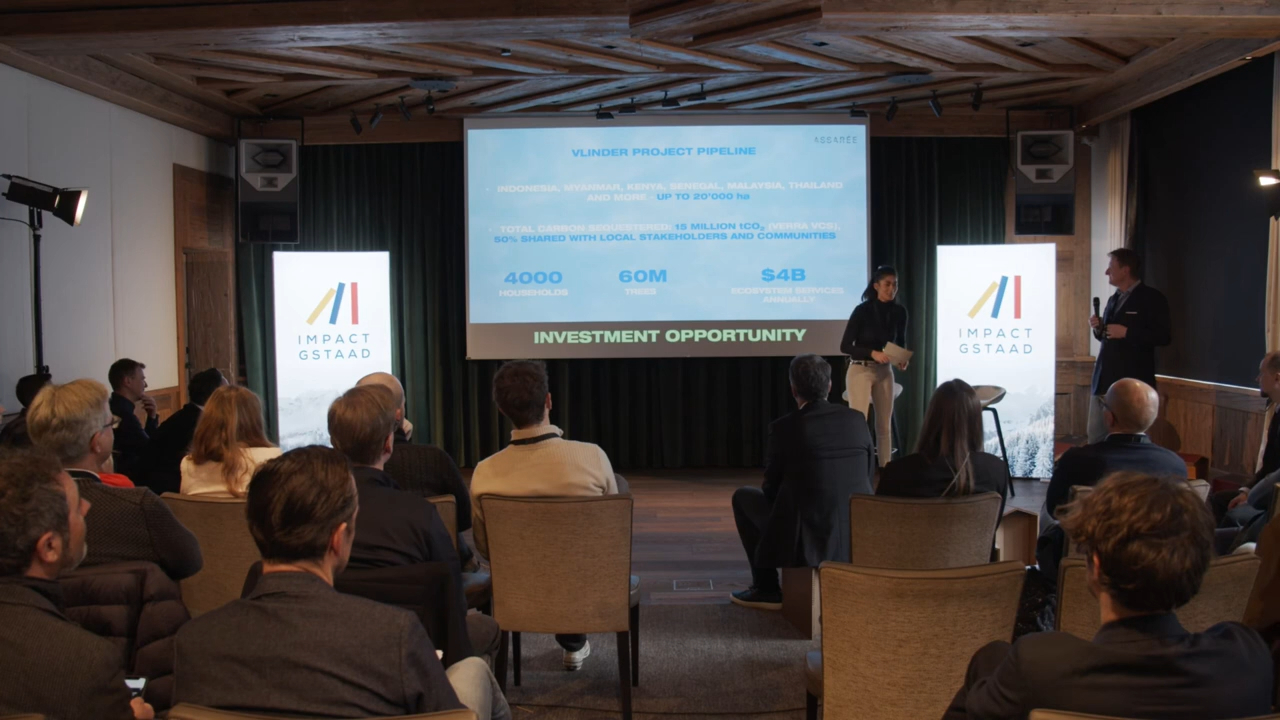 ASSADÉE
VLINDER PROJECT PIPELINE
INDONESIA, MYANMAR, KENYA, SENEGAL, MALAYSIA, THAILAND
AND MORE - UP TO 20'000 ha
TOTAL CARBON SEQUESTERED: 15 MILLION tCO₂ (VERRA VCS),
50% SHARED WITH LOCAL STAKEHOLDERS AND COMMUNITIES
4000
HOUSEHOLDS
60M
TREES
$4B
ECOSYSTEM SERVICES
ANNUALLY
INVESTMENT OPPORTUNITY
IMPACT
GSTAAD
IMPACT
GSTAAD